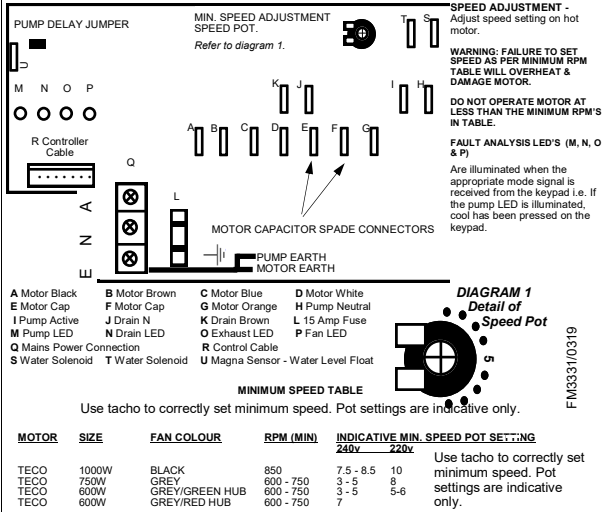 PUMP DELAY JUMPER
MIN. SPEED ADJUSTMENT
SPEED POT.
Refer to diagram 1.
T S
SPEED ADJUSTMENT -
Adjust speed setting on hot
motor.
WARNING: FAILURE TO SET
SPEED AS PER MINIMUM RPM
TABLE WILL OVERHEAT &
DAMAGE MOTOR.
DO NOT OPERATE MOTOR AT
LESS THAN THE MINIMUM RPM'S
IN TABLE.
FAULT ANALYSIS LED'S (M, N, O
& P)
Are illuminated when the
appropriate mode signal is
received from the keypad i.e. If
the pump LED is illuminated,
cool has been pressed on the
keypad.
U
M N O P
K J
I H
R Controller
Cable
A B C D E F G
Q
L
A
N
E
MOTOR CAPACITOR SPADE CONNECTORS
PUMP EARTH
MOTOR EARTH
A Motor Black B Motor Brown C Motor Blue D Motor White
E Motor Cap F Motor Cap G Motor Orange H Pump Neutral
I Pump Active J Drain N K Drain Brown L 15 Amp Fuse
M Pump LED N Drain LED O Exhaust LED P Fan LED
Q Mains Power Connection R Control Cable
S Water Solenoid T Water Solenoid U Magna Sensor - Water Level Float
DIAGRAM 1
Detail of
Speed Pot
5
FM3331/0319
MINIMUM SPEED TABLE
Use tacho to correctly set minimum speed. Pot settings are indicative only.
MOTOR SIZE FAN COLOUR RPM (MIN) INDICATIVE MIN. SPEED POT SETTING
240v 220v
TECO 1000W BLACK 850 7.5 - 8.5 10
TECO 750W GREY 600 - 750 3 - 5 8
TECO 600W GREY/GREEN HUB 600 - 750 3 - 5 5-6
TECO 600W GREY/RED HUB 600 - 750 7
Use tacho to correctly set
minimum speed. Pot
settings are indicative
only.